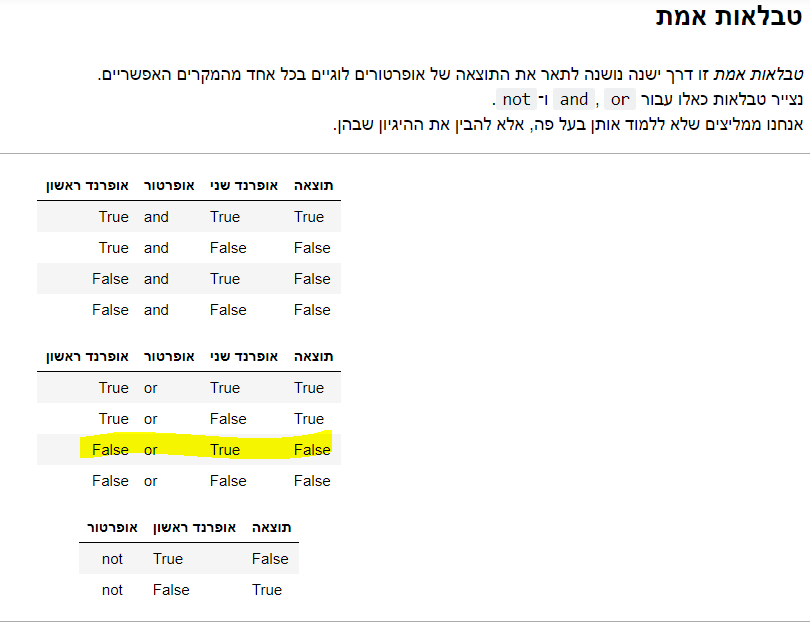 טבלאות אמת
טבלאות אמת זו דרך ישנה נושנה לתאר את התוצאה של אופרטורים לוגיים בכל אחד מהמקרים האפשריים.
נצייר טבלאות כאלו עבור or , and ו־ not .
אנחנו ממליצים שלא ללמוד אותן בעל פה, אלא להבין את ההיגיון שבהן.
אופרנד ראשון אופרטור אופרנד שני תוצאה
True and True True
True and False False
False and True False
False and False False
אופרנד ראשון אופרטור אופרנד שני תוצאה
True or True True
True or False True
False or True False
False or False False
אופרטור אופרנד ראשון תוצאה
not True False
not False True